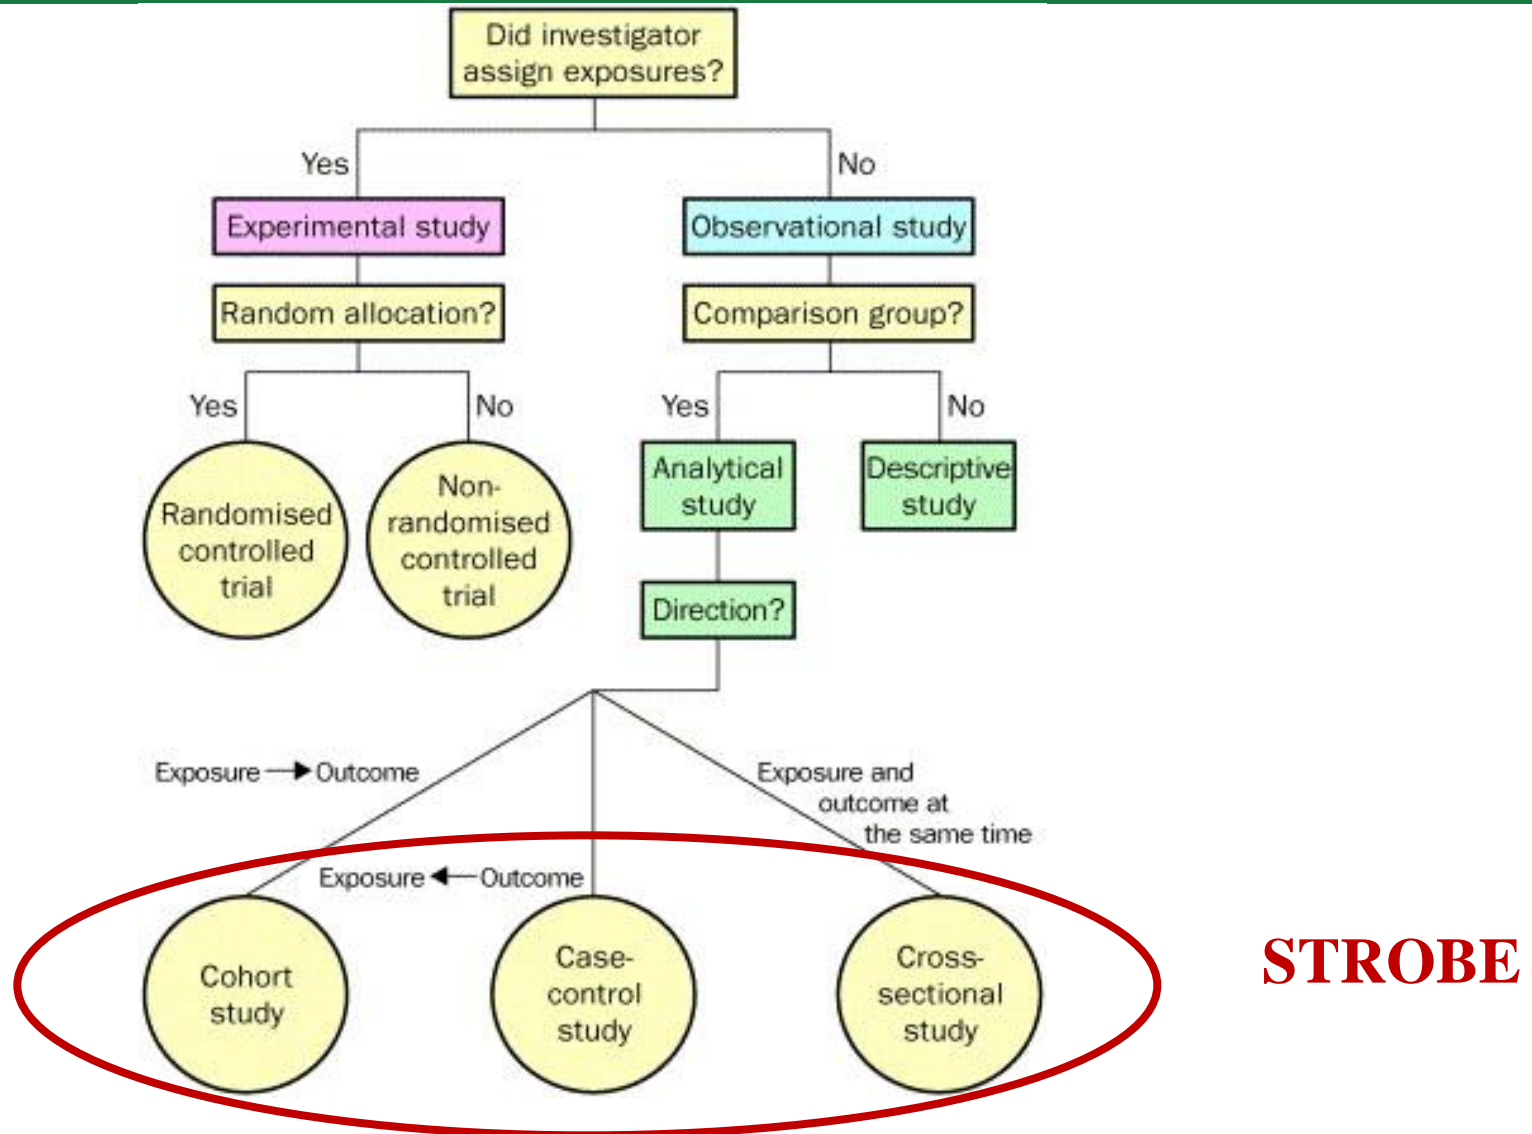 Did investigator
assign exposures?
Yes
No
Experimental study
Observational study
Random allocation?
Comparison group?
Yes
No
Yes
No
Randomised
controlled
trial
Non-
randomised
controlled
trial
Analytical
study
Descriptive
study
Direction?
Exposure → Outcome
Exposure and
outcome at
the same time
Exposure ← Outcome
Cohort
study
Case-
control
study
Cross-
sectional
study
STROBE